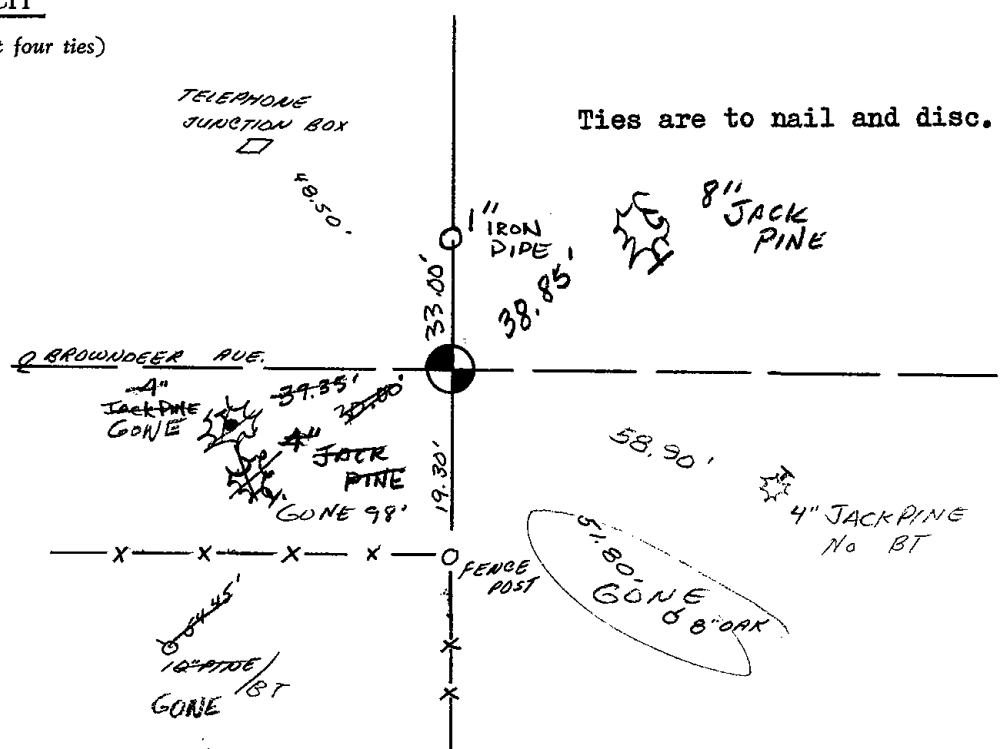 t four ties)
TELEPHONE
JUNCTION BOX
Ties are to nail and disc.
48.50'
1" IRON
PIPE
8" JACK
PINE
33.00'
38.85'
BROWNDEER AVE.
4"
JACK PINE
GONE
39.35'
4"
JACK
PINE
GONE 98'
19.30'
58.90'
4" JACKPINE
NO BT
FENCE
POST
51.80'
GONE
8" OAK
54.45'
PINE/
BT
GONE